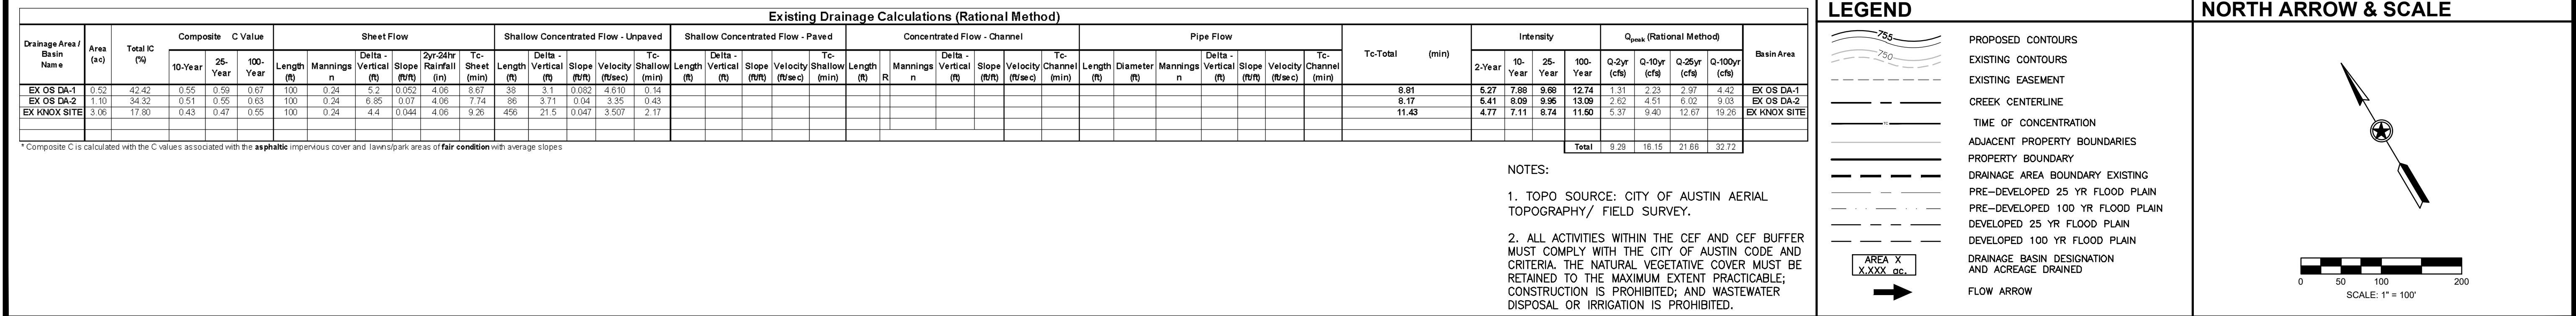 Existing Drainage Calculations (Rational Method)
Drainage Area / Basin Name Area (ac) Total IC (%) Composite C Value Sheet Flow Shallow Concentrated Flow - Unpaved Shallow Concentrated Flow - Paved Concentrated Flow - Channel Pipe Flow Tc-Total (min) Intensity Qpeak (Rational Method) Basin Area
10-Year 25-Year 100-Year Length (ft) Mannings n Delta - Vertical (ft) Slope (ft/ft) 2yr-24hr Rainfall (in) Tc-Sheet (min) Length (ft) Delta - Vertical (ft) Slope (ft/ft) Velocity (ft/sec) Tc-Shallow (min) Length (ft) Delta - Vertical (ft) Slope (ft/ft) Velocity (ft/sec) Tc-Shallow (min) Length (ft) R Mannings n Delta - Vertical (ft) Slope (ft/ft) Velocity (ft/sec) Tc-Channel (min) Length (ft) Diameter (ft) Mannings n Delta - Vertical (ft) Slope (ft/ft) Velocity (ft/sec) Tc-Channel (min) 2-Year 10-Year 25-Year 100-Year Q-2yr (cfs) Q-10yr (cfs) Q-25yr (cfs) Q-100yr (cfs)
EX OS DA-1 0.52 42.42 0.55 0.59 0.67 100 0.24 5.2 0.052 4.06 8.67 38 3.1 0.082 4.610 0.14 8.81 5.27 7.88 9.68 12.74 1.31 2.23 2.97 4.42 EX OS DA-1
EX OS DA-2 1.10 34.32 0.51 0.55 0.63 100 0.24 6.85 0.07 4.06 7.74 86 3.71 0.04 3.35 0.43 8.17 5.41 8.09 9.95 13.09 2.62 4.51 6.02 9.03 EX OS DA-2
EX KNOX SITE 3.06 17.80 0.43 0.47 0.55 100 0.24 4.4 0.044 4.06 9.26 456 21.5 0.047 3.507 2.17 11.43 4.77 7.11 8.74 11.50 5.37 9.40 12.67 19.26 EX KNOX SITE
Total 9.29 16.15 21.66 32.72
* Composite C is calculated with the C values associated with the asphaltic impervious cover and lawns/park areas of fair condition with average slopes
NOTES:
1. TOPO SOURCE: CITY OF AUSTIN AERIAL
TOPOGRAPHY/ FIELD SURVEY.
2. ALL ACTIVITIES WITHIN THE CEF AND CEF BUFFER
MUST COMPLY WITH THE CITY OF AUSTIN CODE AND
CRITERIA. THE NATURAL VEGETATIVE COVER MUST BE
RETAINED TO THE MAXIMUM EXTENT PRACTICABLE;
CONSTRUCTION IS PROHIBITED; AND WASTEWATER
DISPOSAL OR IRRIGATION IS PROHIBITED.
LEGEND
755 PROPOSED CONTOURS
750 EXISTING CONTOURS
EXISTING EASEMENT
CREEK CENTERLINE
TC TIME OF CONCENTRATION
ADJACENT PROPERTY BOUNDARIES
PROPERTY BOUNDARY
DRAINAGE AREA BOUNDARY EXISTING
PRE-DEVELOPED 25 YR FLOOD PLAIN
PRE-DEVELOPED 100 YR FLOOD PLAIN
DEVELOPED 25 YR FLOOD PLAIN
DEVELOPED 100 YR FLOOD PLAIN
AREA X
X.XXX ac.
DRAINAGE BASIN DESIGNATION
AND ACREAGE DRAINED
FLOW ARROW
NORTH ARROW & SCALE
0 50 100 200
SCALE: 1" = 100'